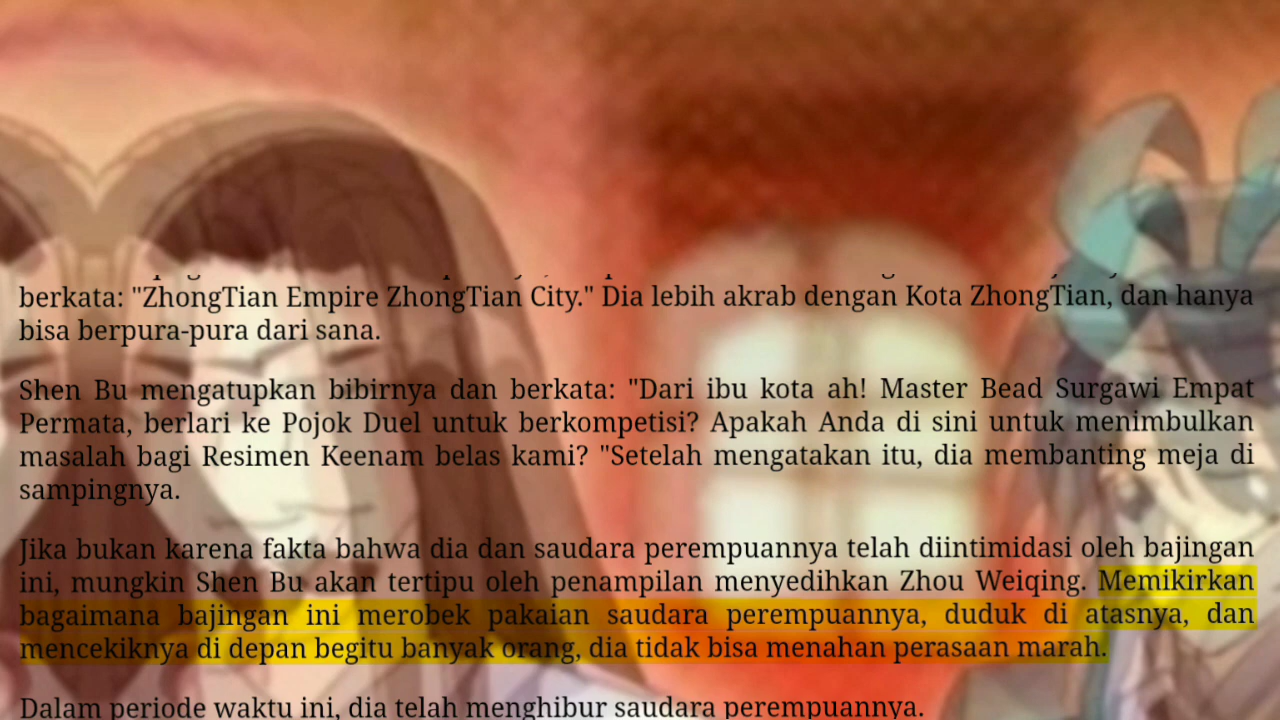 berkata: "ZhongTian Empire ZhongTian City." Dia lebih akrab dengan Kota ZhongTian, dan hanya
bisa berpura-pura dari sana.
Shen Bu mengatupkan bibirnya dan berkata: "Dari ibu kota ah! Master Bead Surgawi Empat
Permata, berlari ke Pojok Duel untuk berkompetisi? Apakah Anda di sini untuk menimbulkan
masalah bagi Resimen Keenam belas kami? "Setelah mengatakan itu, dia membanting meja di
sampingnya.
Jika bukan karena fakta bahwa dia dan saudara perempuannya telah diintimidasi oleh bajingan
ini, mungkin Shen Bu akan tertipu oleh penampilan menyedihkan Zhou Weiqing. Memikirkan
bagaimana bajingan ini merobek pakaian saudara perempuannya, duduk di atasnya, dan
mencekiknya di depan begitu banyak orang, dia tidak bisa menahan perasaan marah.
Dalam periode waktu ini, dia telah menghibur saudara perempuannya.